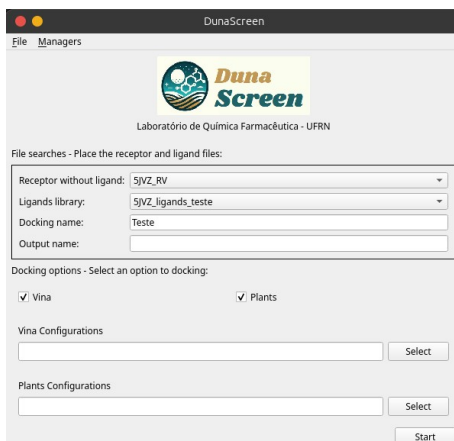 DunaScreen
File Managers
Duna
Screen
Laboratório de Química Farmacêutica - UFRN
File searches - Place the receptor and ligand files:
Receptor without ligand: 5JVZ_RV
Ligands library: 5JVZ_ligands_teste
Docking name: Teste
Output name:
Docking options - Select an option to docking:
Vina Plants
Vina Configurations
Select
Plants Configurations
Select
Start